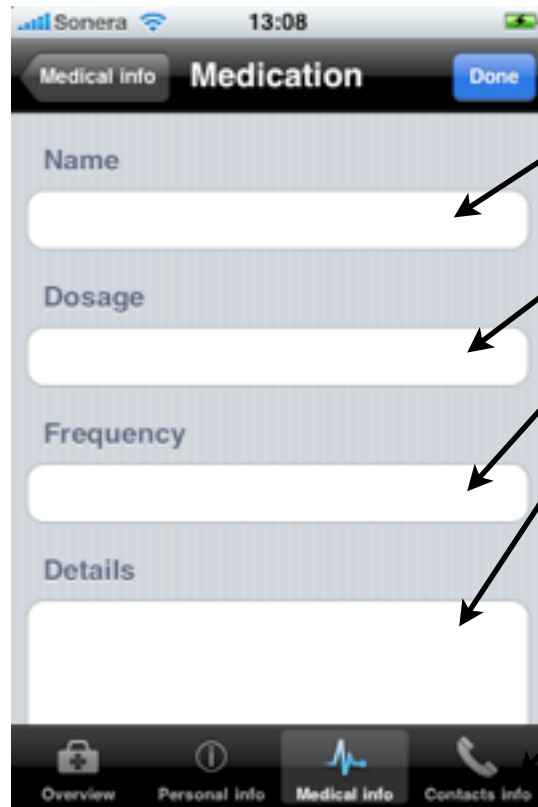 Sonera 13:08
Medical info Medication Done
Name
Dosage
Frequency
Details
Overview Personal info Medical info Contacts info